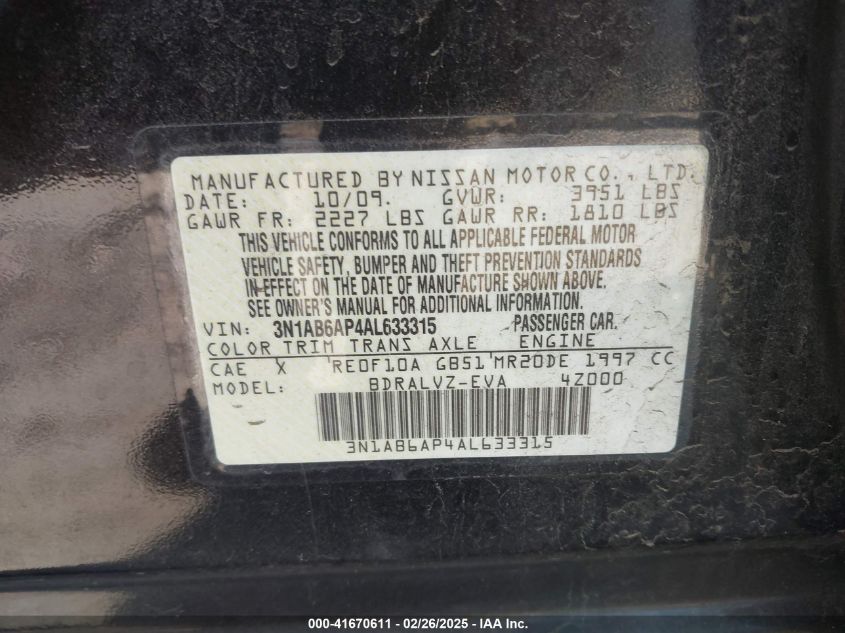 MANUFACTURED BY NISSAN MOTOR CO., LTD.
DATE: 10/09. GVWR: 3951 LBS
GAWR FR: 2227 LBS GAWR RR: 1810 LBS
THIS VEHICLE CONFORMS TO ALL APPLICABLE FEDERAL MOTOR
VEHICLE SAFETY, BUMPER AND THEFT PREVENTION STANDARDS
IN EFFECT ON THE DATE OF MANUFACTURE SHOWN ABOVE.
SEE OWNER'S MANUAL FOR ADDITIONAL INFORMATION.
VIN: 3N1AB6AP4AL633315 PASSENGER CAR.
COLOR TRIM TRANS AXLE ENGINE
CAE X RE0F10A GB51 MR20DE 1997 CC
MODEL: BDRALVZ-EVA 4Z000
3N1AB6AP4AL633315
000-41670611 - 02/26/2025 - IAA Inc.